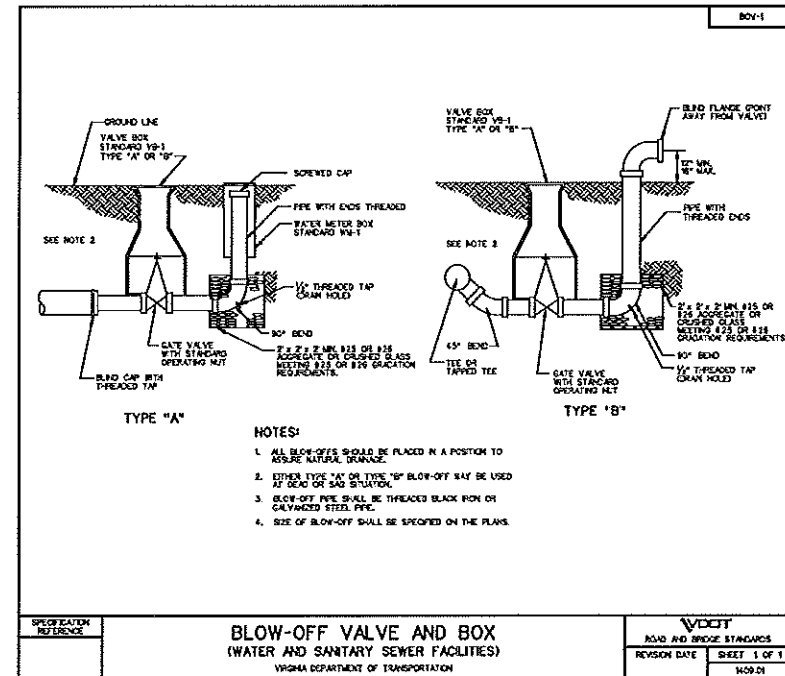 BOV-1
GROUND LINE
VALVE BOX
STANDARD VB-1
TYPE "A" OR "B"
SCREWED CAP
PIPE WITH ENDS THREADED
WATER METER BOX
STANDARD WM-1
SEE NOTE 2
½" THREADED TAP
(DRAIN HOLE)
90° BEND
2' x 2' x 2' MIN. #25 OR #26
AGGREGATE OR CRUSHED GLASS
MEETING #25 OR #26 GRADATION
REQUIREMENTS.
GATE VALVE
WITH STANDARD
OPERATING NUT
BLIND CAP WITH
THREADED TAP
TYPE "A"
VALVE BOX
STANDARD VB-1
TYPE "A" OR "B"
BLIND FLANGE (POINT
AWAY FROM VALVE)
12" MIN.
18" MAX.
PIPE WITH
THREADED ENDS
SEE NOTE 2
2' x 2' x 2' MIN. #25 OR
#26 AGGREGATE OR
CRUSHED GLASS
MEETING #25 OR #26
GRADATION REQUIREMENTS
90° BEND
½" THREADED TAP
(DRAIN HOLE)
45° BEND
TEE OR
TAPPED TEE
GATE VALVE
WITH STANDARD
OPERATING NUT
TYPE "B"
NOTES:
1. ALL BLOW-OFFS SHOULD BE PLACED IN A POSITION TO
ASSURE NATURAL DRAINAGE.
2. EITHER TYPE "A" OR TYPE "B" BLOW-OFF MAY BE USED
AT DEAD OR SAG SITUATION.
3. BLOW-OFF PIPE SHALL BE THREADED BLACK IRON OR
GALVANIZED STEEL PIPE.
4. SIZE OF BLOW-OFF SHALL BE SPECIFIED ON THE PLANS.
SPECIFICATION
REFERENCE
BLOW-OFF VALVE AND BOX
(WATER AND SANITARY SEWER FACILITIES)
VIRGINIA DEPARTMENT OF TRANSPORTATION
VDOT
ROAD AND BRIDGE STANDARDS
REVISION DATE
SHEET 1 OF 1
1409.01